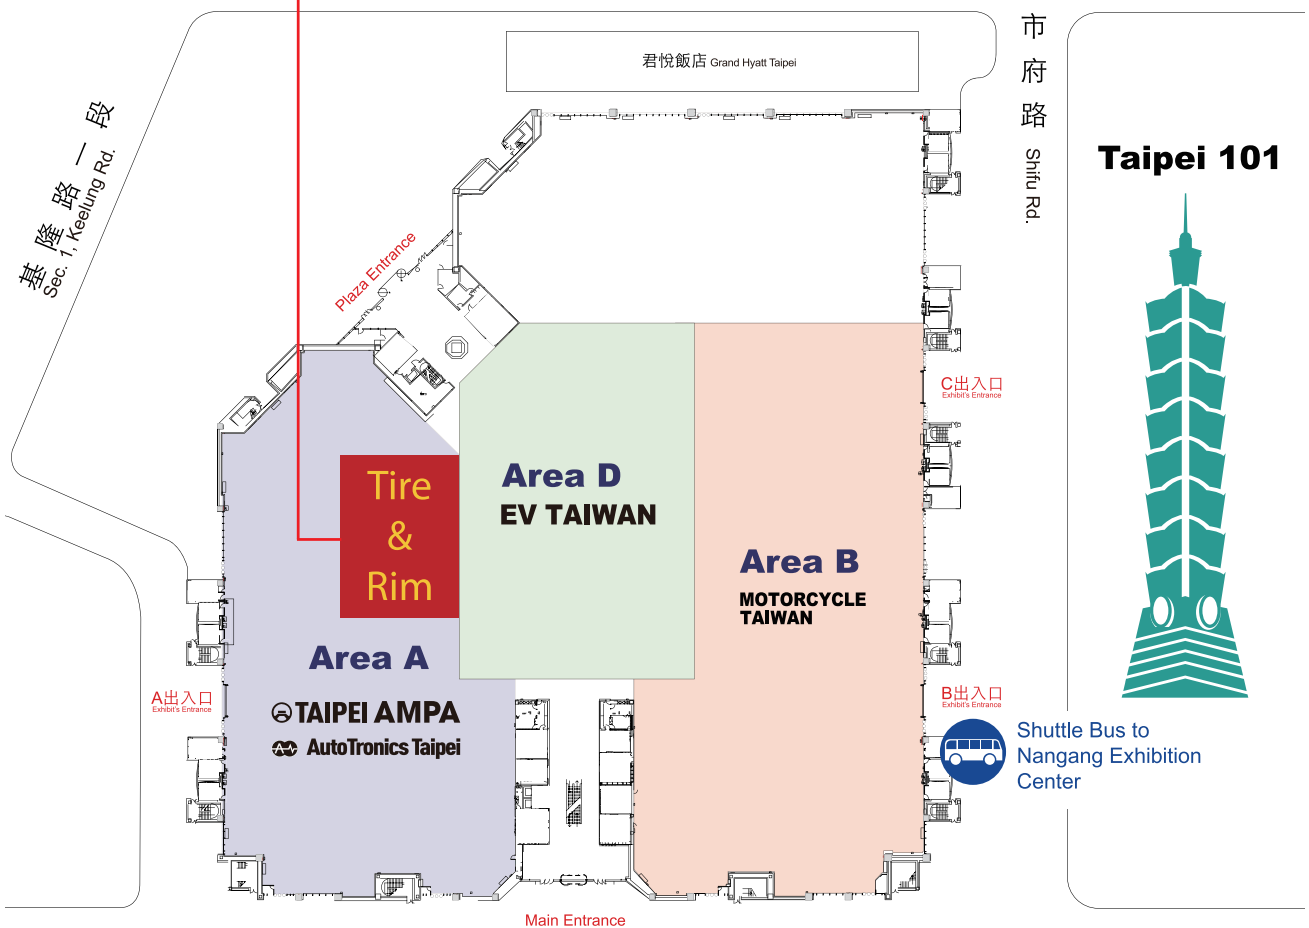 君悅飯店 Grand Hyatt Taipei
市府路 Shifu Rd.
基隆路一段
Sec. 1, Keelung Rd.
Taipei 101
Plaza Entrance
C出入口
Exhibit's Entrance
Tire
&
Rim
Area D
EV TAIWAN
Area B
MOTORCYCLE
TAIWAN
Area A
TAIPEI AMPA
AutoTronics Taipei
A出入口
Exhibit's Entrance
B出入口
Exhibit's Entrance
Shuttle Bus to
Nangang Exhibition
Center
Main Entrance